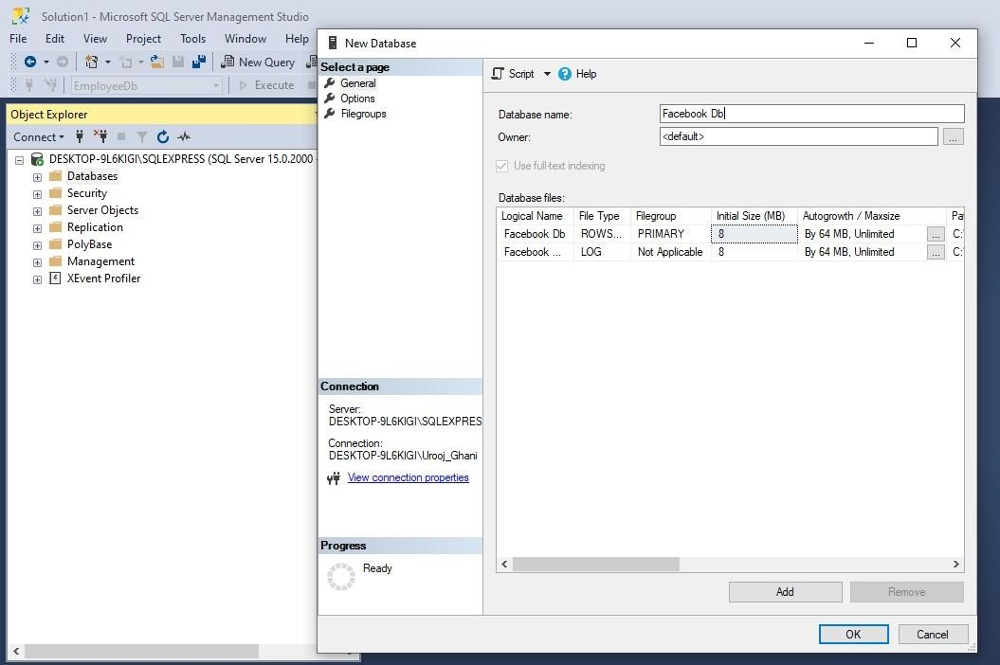 Solution1 - Microsoft SQL Server Management Studio
File Edit View Project Tools Window Help
New Query
EmployeeDb Execute
Object Explorer
Connect
DESKTOP-9L6KIGI\SQLEXPRESS (SQL Server 15.0.2000 -
Databases
Security
Server Objects
Replication
PolyBase
Management
XEvent Profiler
New Database
Select a page
General
Options
Filegroups
Connection
Server:
DESKTOP-9L6KIGI\SQLEXPRES
Connection:
DESKTOP-9L6KIGI\Urooj_Ghani
View connection properties
Progress
Ready
Script Help
Database name: Facebook Db
Owner: <default> ...
Use full-text indexing
Database files:
Logical Name File Type Filegroup Initial Size (MB) Autogrowth / Maxsize Pa
Facebook Db ROWS... PRIMARY 8 By 64 MB, Unlimited ... C:\
Facebook ... LOG Not Applicable 8 By 64 MB, Unlimited ... C:\
Add Remove
OK Cancel